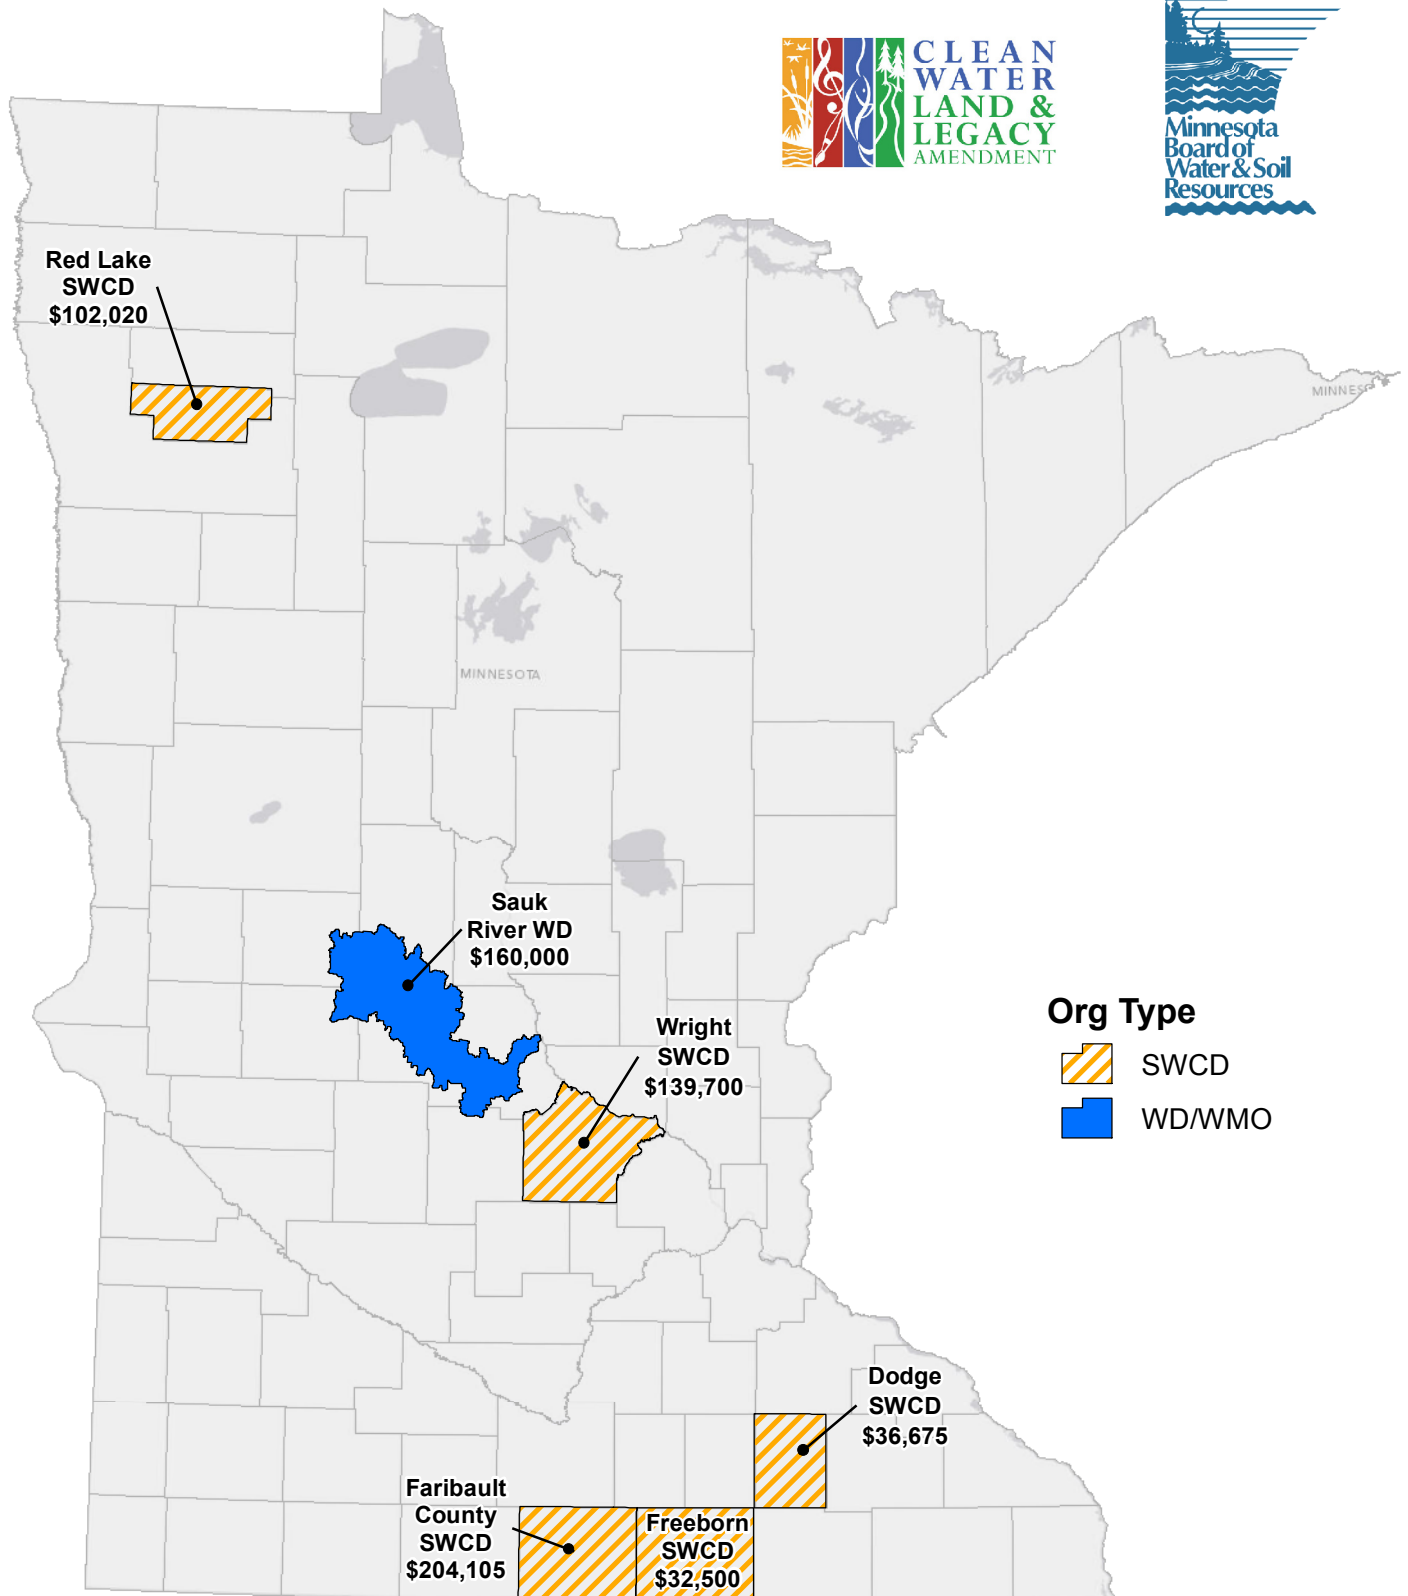 CLEAN
WATER
LAND &
LEGACY
AMENDMENT
Minnesota
Board of
Water & Soil
Resources
Red Lake
SWCD
$102,020
MINNES
MINNESOTA
Sauk
River WD
$160,000
Wright
SWCD
$139,700
Org Type
SWCD
WD/WMO
Dodge
SWCD
$36,675
Faribault
County
SWCD
$204,105
Freeborn
SWCD
$32,500